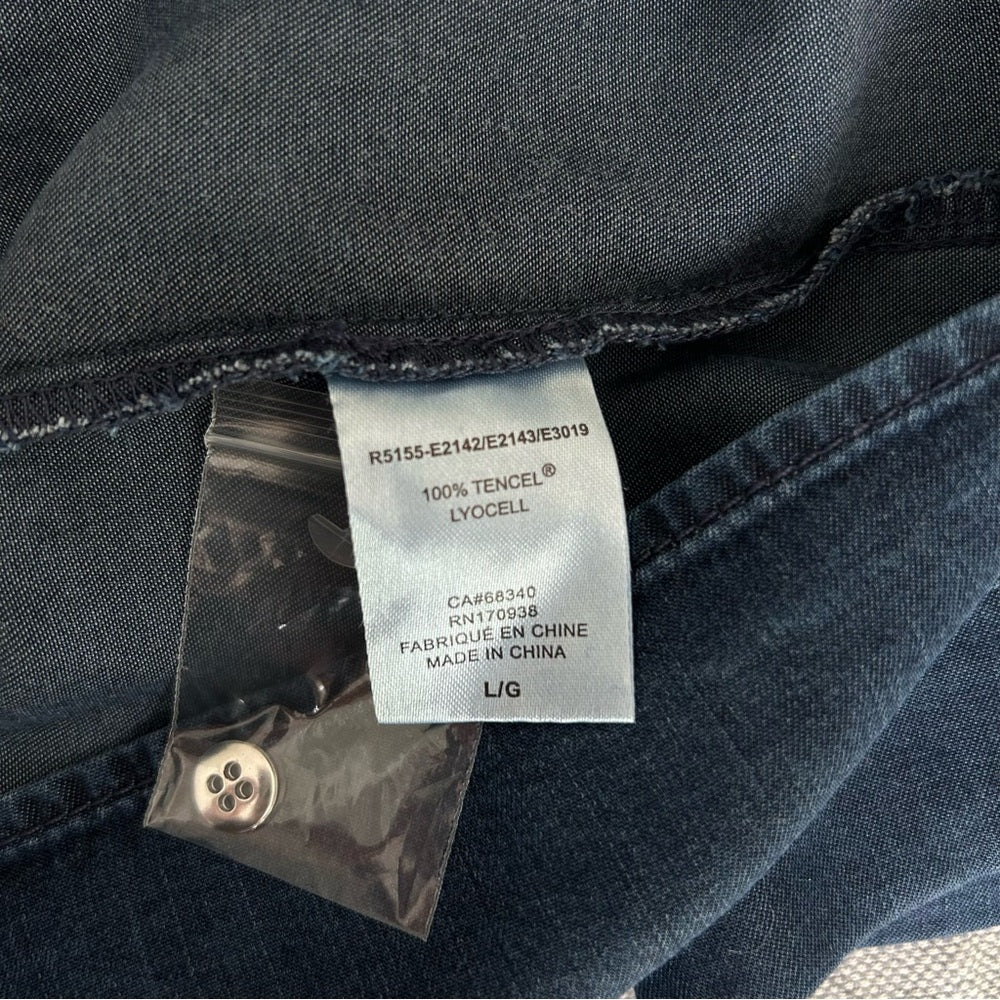 R5155-E2142/E2143/E3019
100% TENCEL®
LYOCELL
CA#68340
RN170938
FABRIQUÉ EN CHINE
MADE IN CHINA
L/G